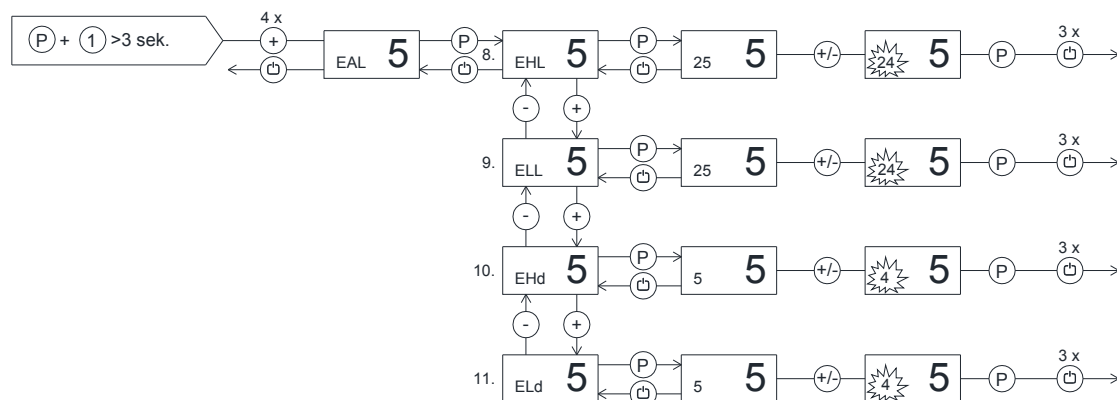 4 x
P + 1 >3 sek.
+
EAL 5
P
8. EHL 5
P
25 5
+/-
24 5
P
3 x
-
+
9. ELL 5
P
25 5
+/-
24 5
P
3 x
-
+
10. EHd 5
P
5 5
+/-
4 5
P
3 x
-
+
11. ELd 5
P
5 5
+/-
4 5
P
3 x